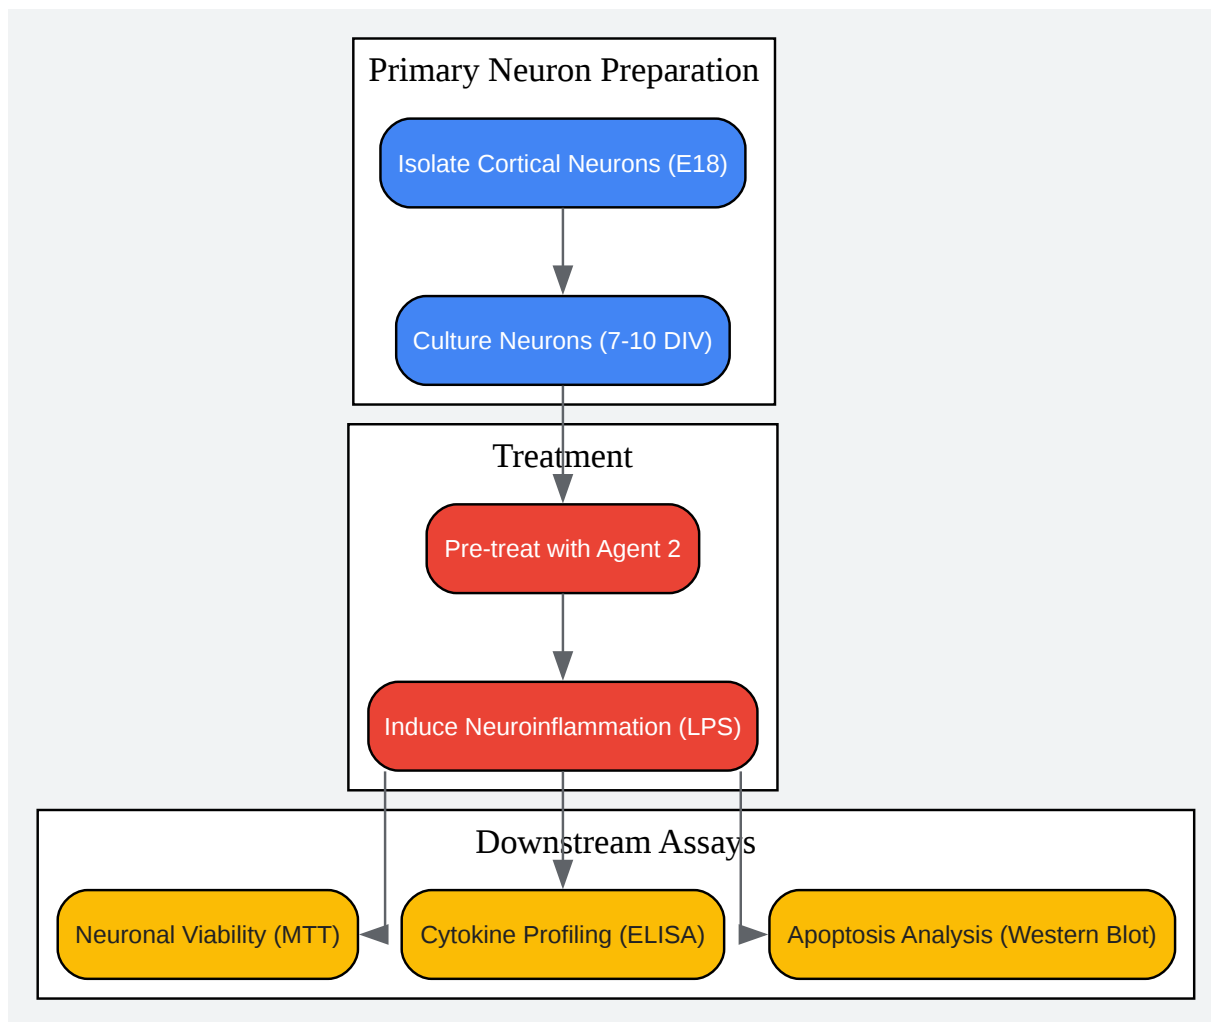 Primary Neuron Preparation
Isolate Cortical Neurons (E18)
Culture Neurons (7-10 DIV)
Treatment
Pre-treat with Agent 2
Induce Neuroinflammation (LPS)
Downstream Assays
Neuronal Viability (MTT)
Cytokine Profiling (ELISA)
Apoptosis Analysis (Western Blot)